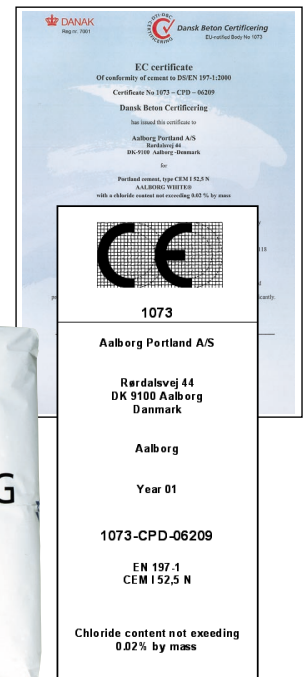 DANAK
Reg nr. 7001
DTI-DBC
CERTIFICERING
Dansk Beton Certificering
EU-notified Body No 1073
EC certificate
Of conformity of cement to DS/EN 197-1:2000
Certificate No 1073 – CPD – 06209
Dansk Beton Certificering
has issued this certificate to
Aalborg Portland A/S
Rørdalsvej 44
DK-9100 Aalborg -Denmark
for
Portland cement, type CEM I 52,5 N
AALBORG WHITE®
with a chloride content not exceeding 0.02 % by mass
CE
1073
Aalborg Portland A/S
Rørdalsvej 44
DK 9100 Aalborg
Danmark
Aalborg
Year 01
G
1073-CPD-06209
EN 197-1
CEM I 52,5 N
Chloride content not exeeding
0.02% by mass